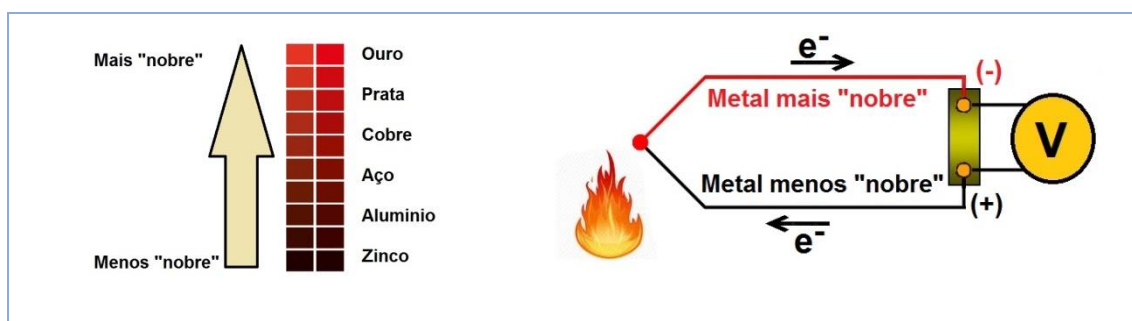 Mais "nobre"
Ouro
Prata
Cobre
Aço
Aluminio
Zinco
Menos "nobre"
e-
(-)
Metal mais "nobre"
V
Metal menos "nobre"
(+)
e-